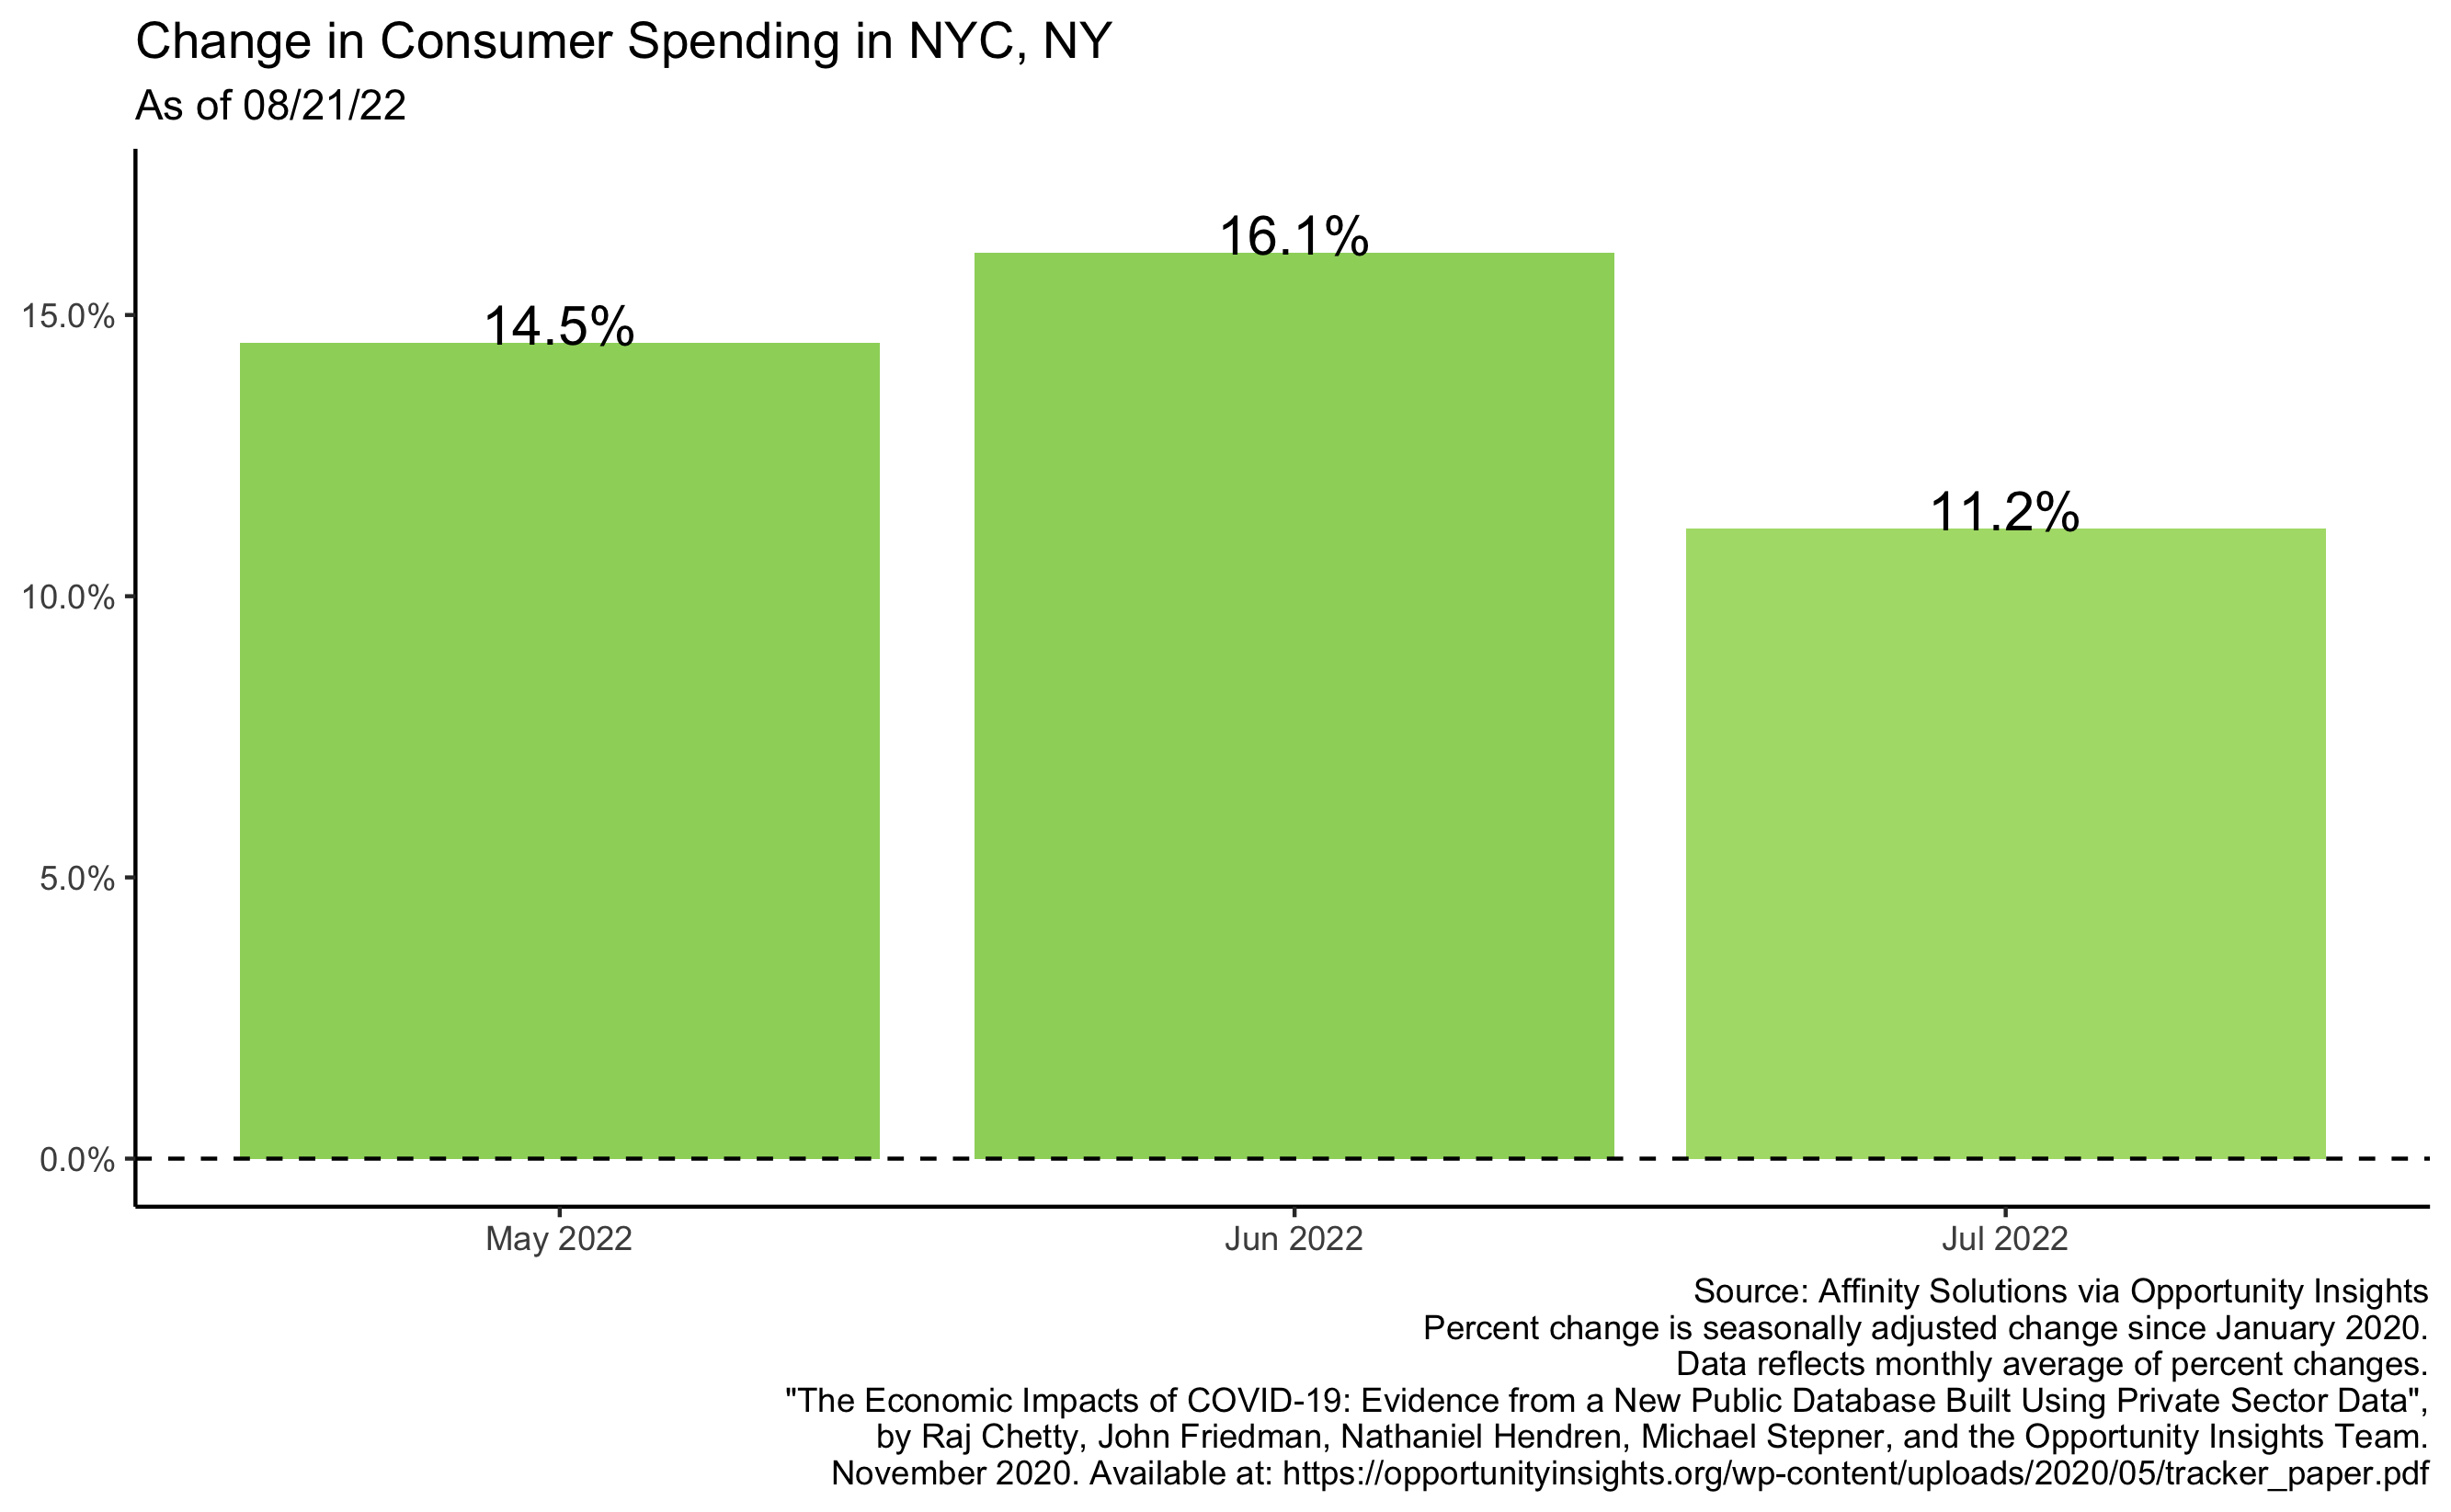 Change in Consumer Spending in NYC, NY
As of 08/21/22
16.1%
14.5%
11.2%
15.0%
10.0%
5.0%
0.0%
May 2022
Jun 2022
Jul 2022
Source: Affinity Solutions via Opportunity Insights
Percent change is seasonally adjusted change since January 2020.
Data reflects monthly average of percent changes.
"The Economic Impacts of COVID-19: Evidence from a New Public Database Built Using Private Sector Data",
by Raj Chetty, John Friedman, Nathaniel Hendren, Michael Stepner, and the Opportunity Insights Team.
November 2020. Available at: https://opportunityinsights.org/wp-content/uploads/2020/05/tracker_paper.pdf